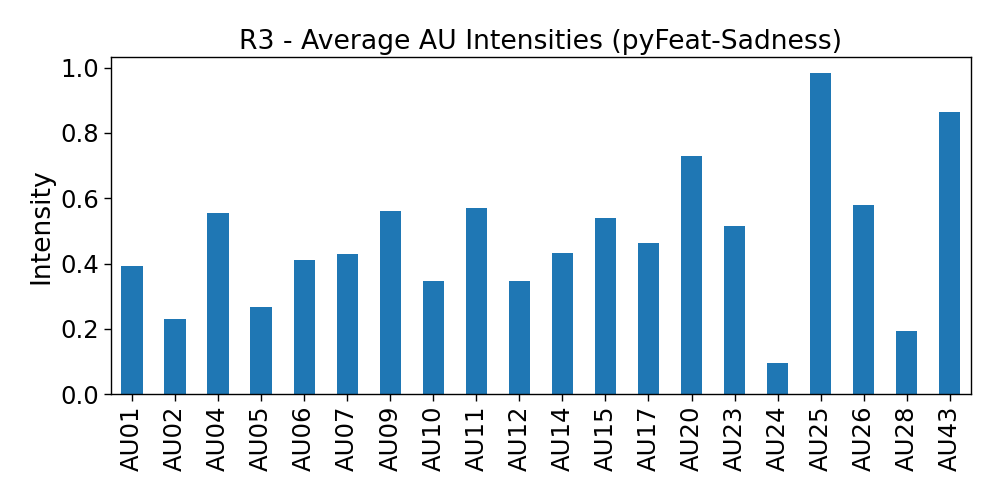 R3 - Average AU Intensities (pyFeat-Sadness)
1.0
0.8
0.6
0.4
0.2
0.0
Intensity
AU01
AU02
AU04
AU05
AU06
AU07
AU09
AU10
AU11
AU12
AU14
AU15
AU17
AU20
AU23
AU24
AU25
AU26
AU28
AU43